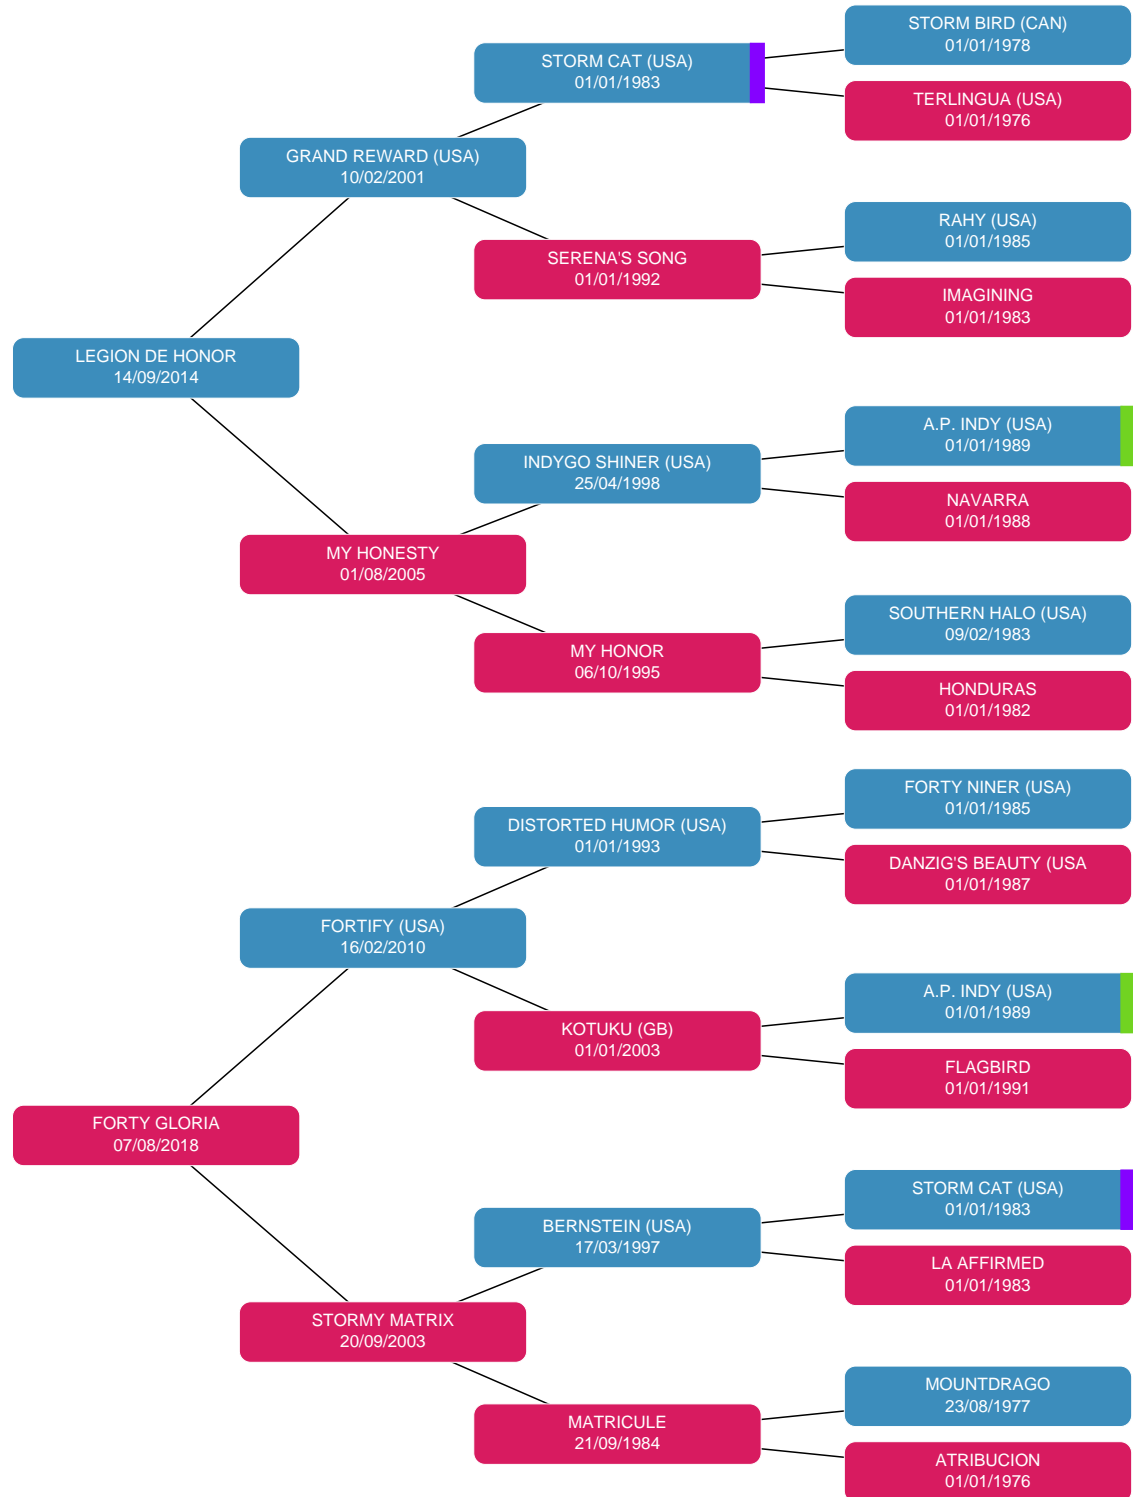 STORM BIRD (CAN)
01/01/1978
STORM CAT (USA)
01/01/1983
TERLINGUA (USA)
01/01/1976
GRAND REWARD (USA)
10/02/2001
RAHY (USA)
01/01/1985
SERENA'S SONG
01/01/1992
IMAGINING
01/01/1983
LEGION DE HONOR
14/09/2014
A.P. INDY (USA)
01/01/1989
INDYGO SHINER (USA)
25/04/1998
NAVARRA
01/01/1988
MY HONESTY
01/08/2005
SOUTHERN HALO (USA)
09/02/1983
MY HONOR
06/10/1995
HONDURAS
01/01/1982
FORTY NINER (USA)
01/01/1985
DISTORTED HUMOR (USA)
01/01/1993
DANZIG'S BEAUTY (USA
01/01/1987
FORTIFY (USA)
16/02/2010
A.P. INDY (USA)
01/01/1989
KOTUKU (GB)
01/01/2003
FLAGBIRD
01/01/1991
FORTY GLORIA
07/08/2018
STORM CAT (USA)
01/01/1983
BERNSTEIN (USA)
17/03/1997
LA AFFIRMED
01/01/1983
STORMY MATRIX
20/09/2003
MOUNTDRAGO
23/08/1977
MATRICULE
21/09/1984
ATRIBUCION
01/01/1976